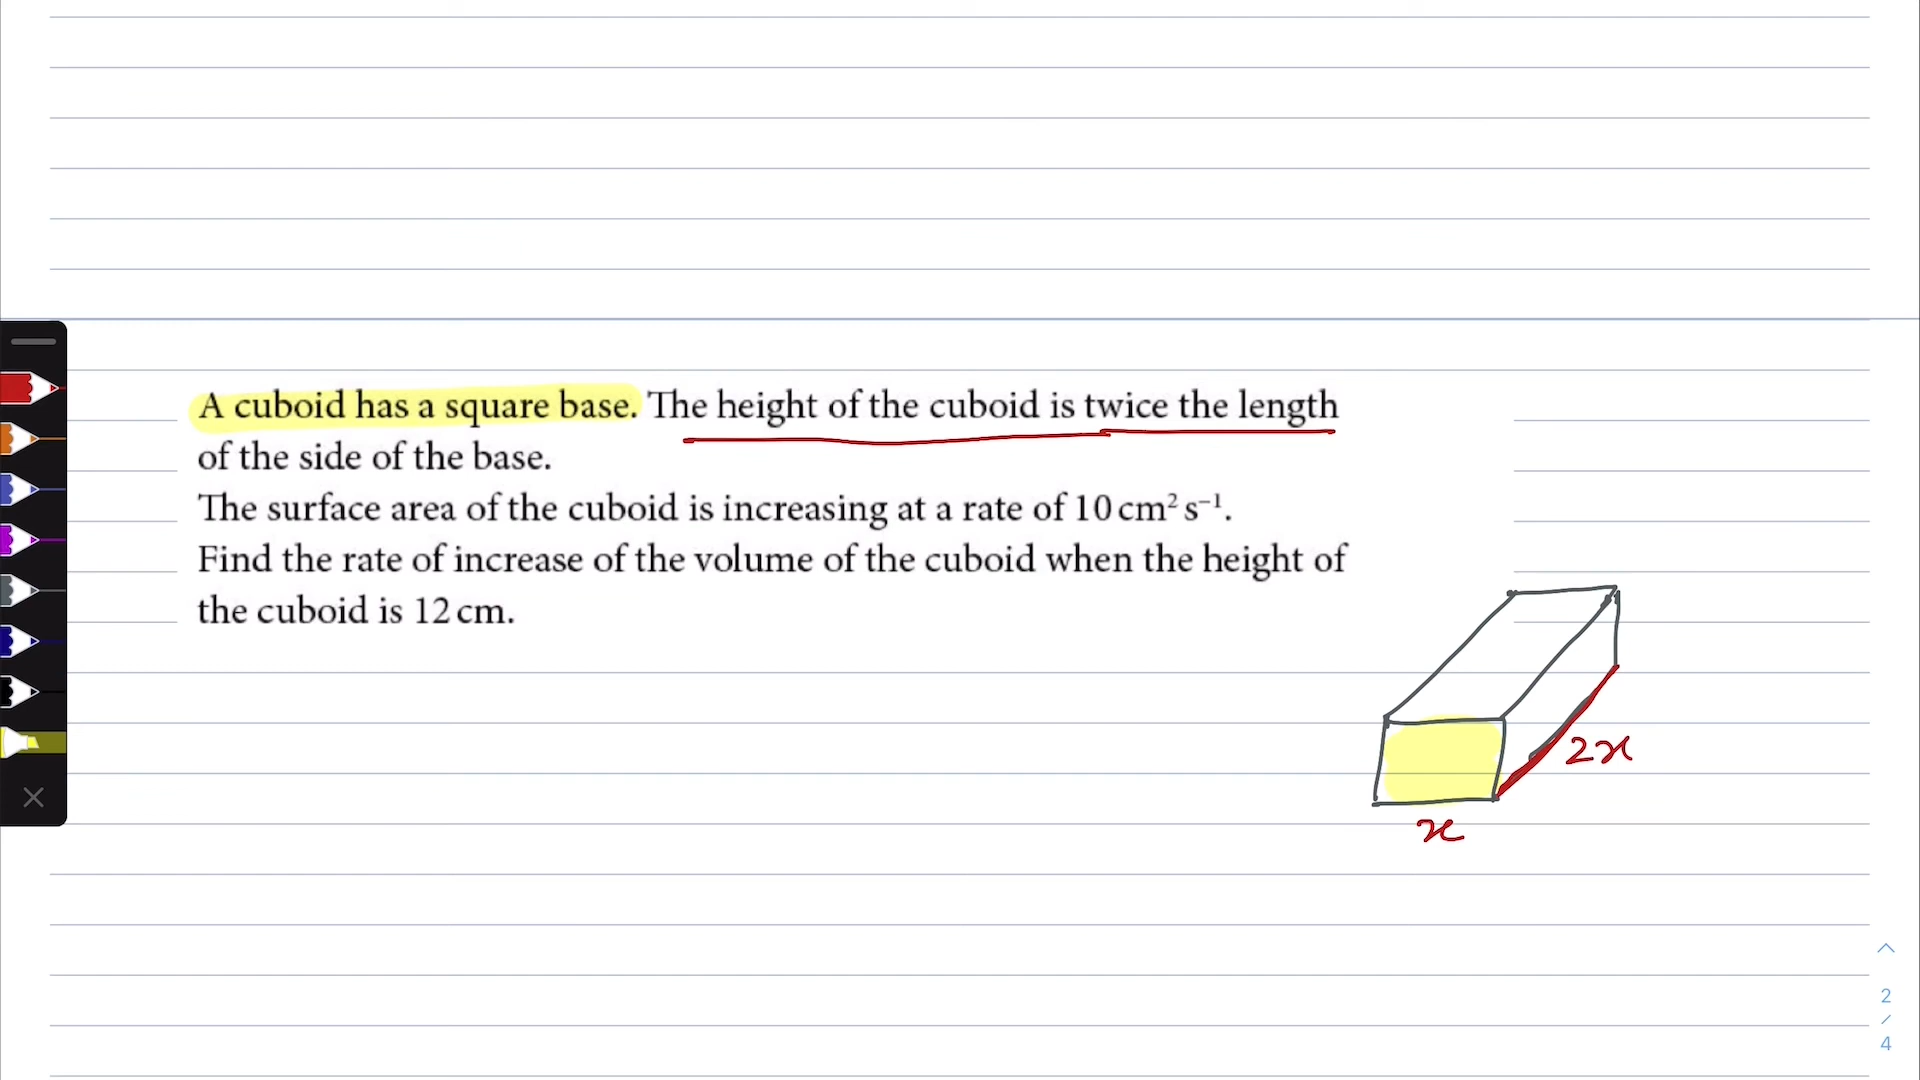 A cuboid has a square base. The height of the cuboid is twice the length
of the side of the base.
The surface area of the cuboid is increasing at a rate of 10 cm² s⁻¹.
Find the rate of increase of the volume of the cuboid when the height of
the cuboid is 12 cm.
2x
x
2
/
4